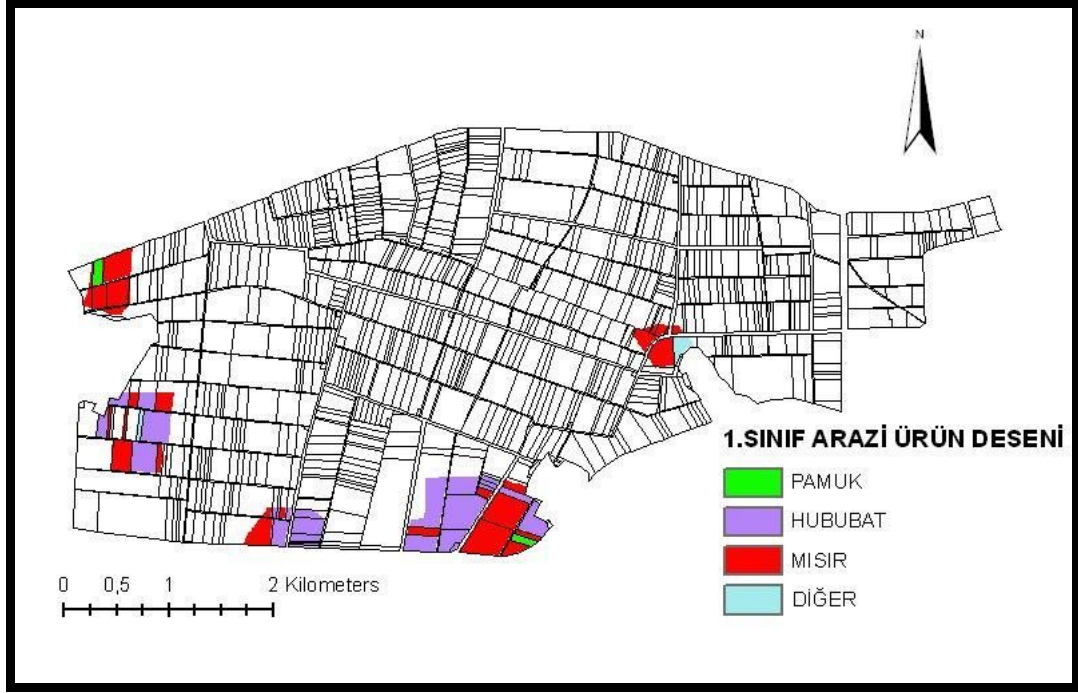 N
1.SINIF ARAZİ ÜRÜN DESENİ
PAMUK
HUBUBAT
MISIR
DİĞER
0 0,5 1 2 Kilometers